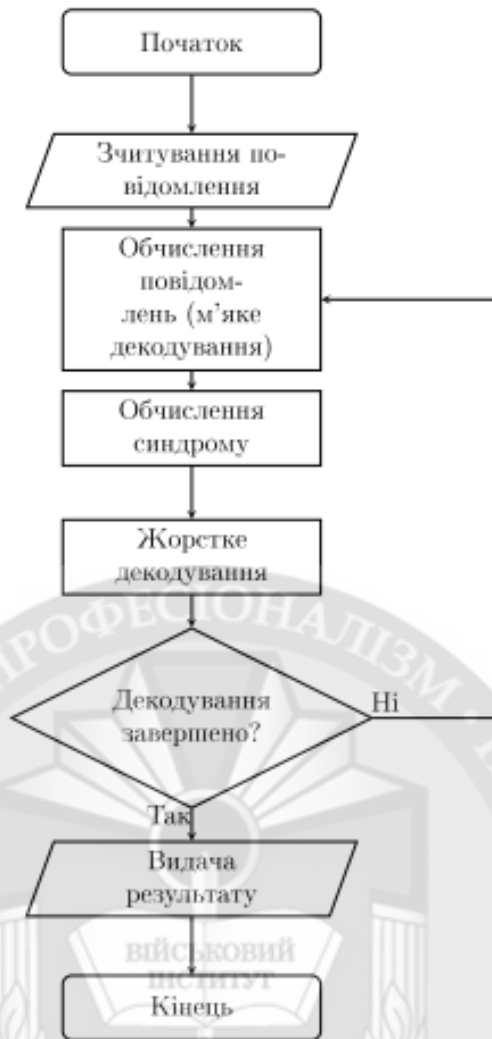 Початок
Зчитування по-
відомлення
Обчислення
повідом-
лень (м'яке
декодування)
Обчислення
синдрому
Жорстке
декодування
ПРОФЕСІОНАЛІЗМ
Декодування
завершено?
Ні
Так
Видача
результату
ВІЙСЬКОВИЙ
ІНСТИТУТ
Кінець